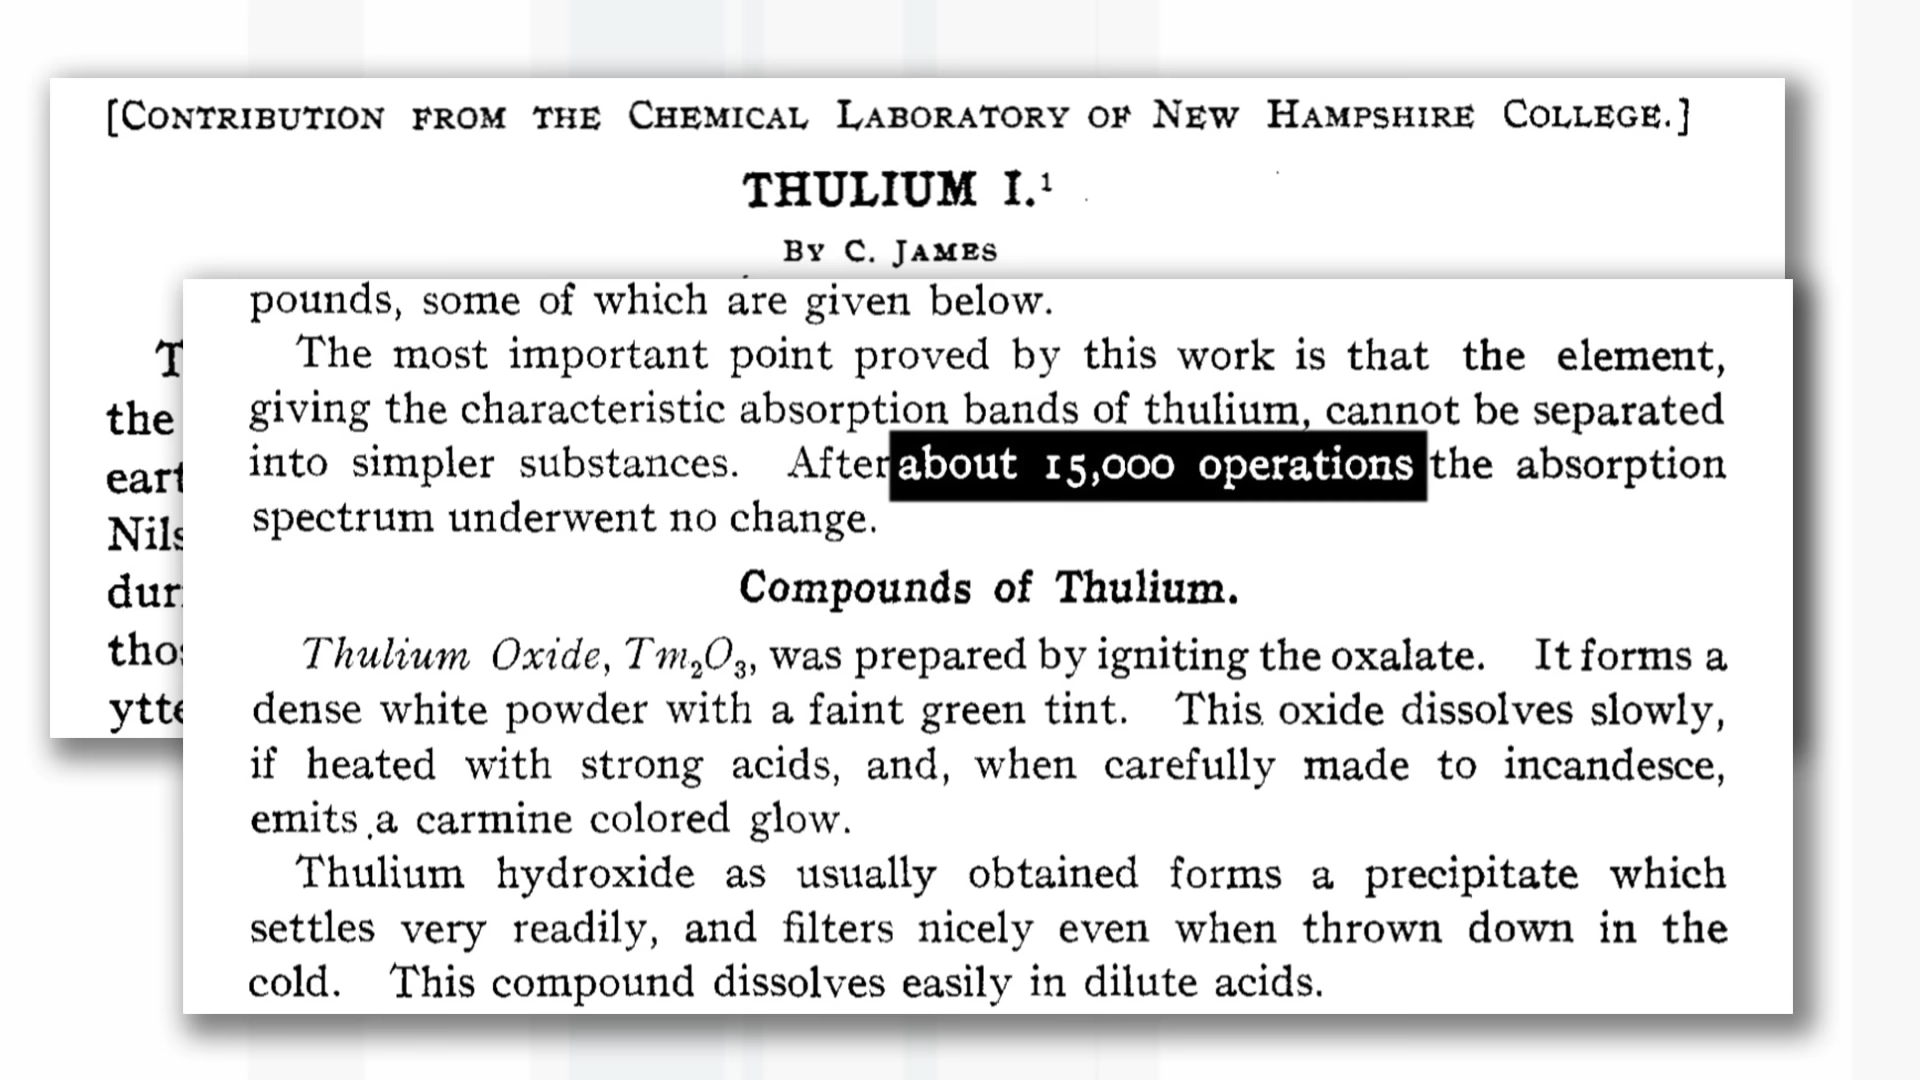 [CONTRIBUTION FROM THE CHEMICAL LABORATORY OF NEW HAMPSHIRE COLLEGE.]
THULIUM I.¹
BY C. JAMES
the
pounds, some of which are given below.
The most important point proved by this work is that the element,
giving the characteristic absorption bands of thulium, cannot be separated
into simpler substances. After about 15,000 operations the absorption
spectrum underwent no change.
Compounds of Thulium.
Thulium Oxide, Tm₂O₃, was prepared by igniting the oxalate. It forms a
dense white powder with a faint green tint. This oxide dissolves slowly,
if heated with strong acids, and, when carefully made to incandesce,
emits a carmine colored glow.
Thulium hydroxide as usually obtained forms a precipitate which
settles very readily, and filters nicely even when thrown down in the
cold. This compound dissolves easily in dilute acids.